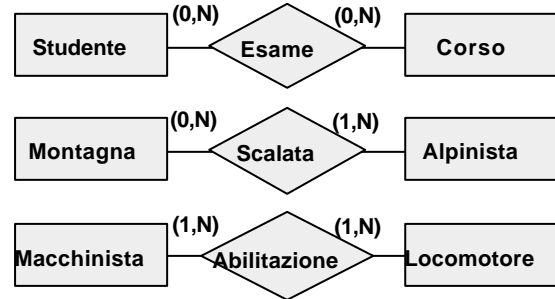 (0,N) (0,N)
Studente Esame Corso
(0,N) (1,N)
Montagna Scalata Alpinista
(1,N) (1,N)
Macchinista Abilitazione Locomotore